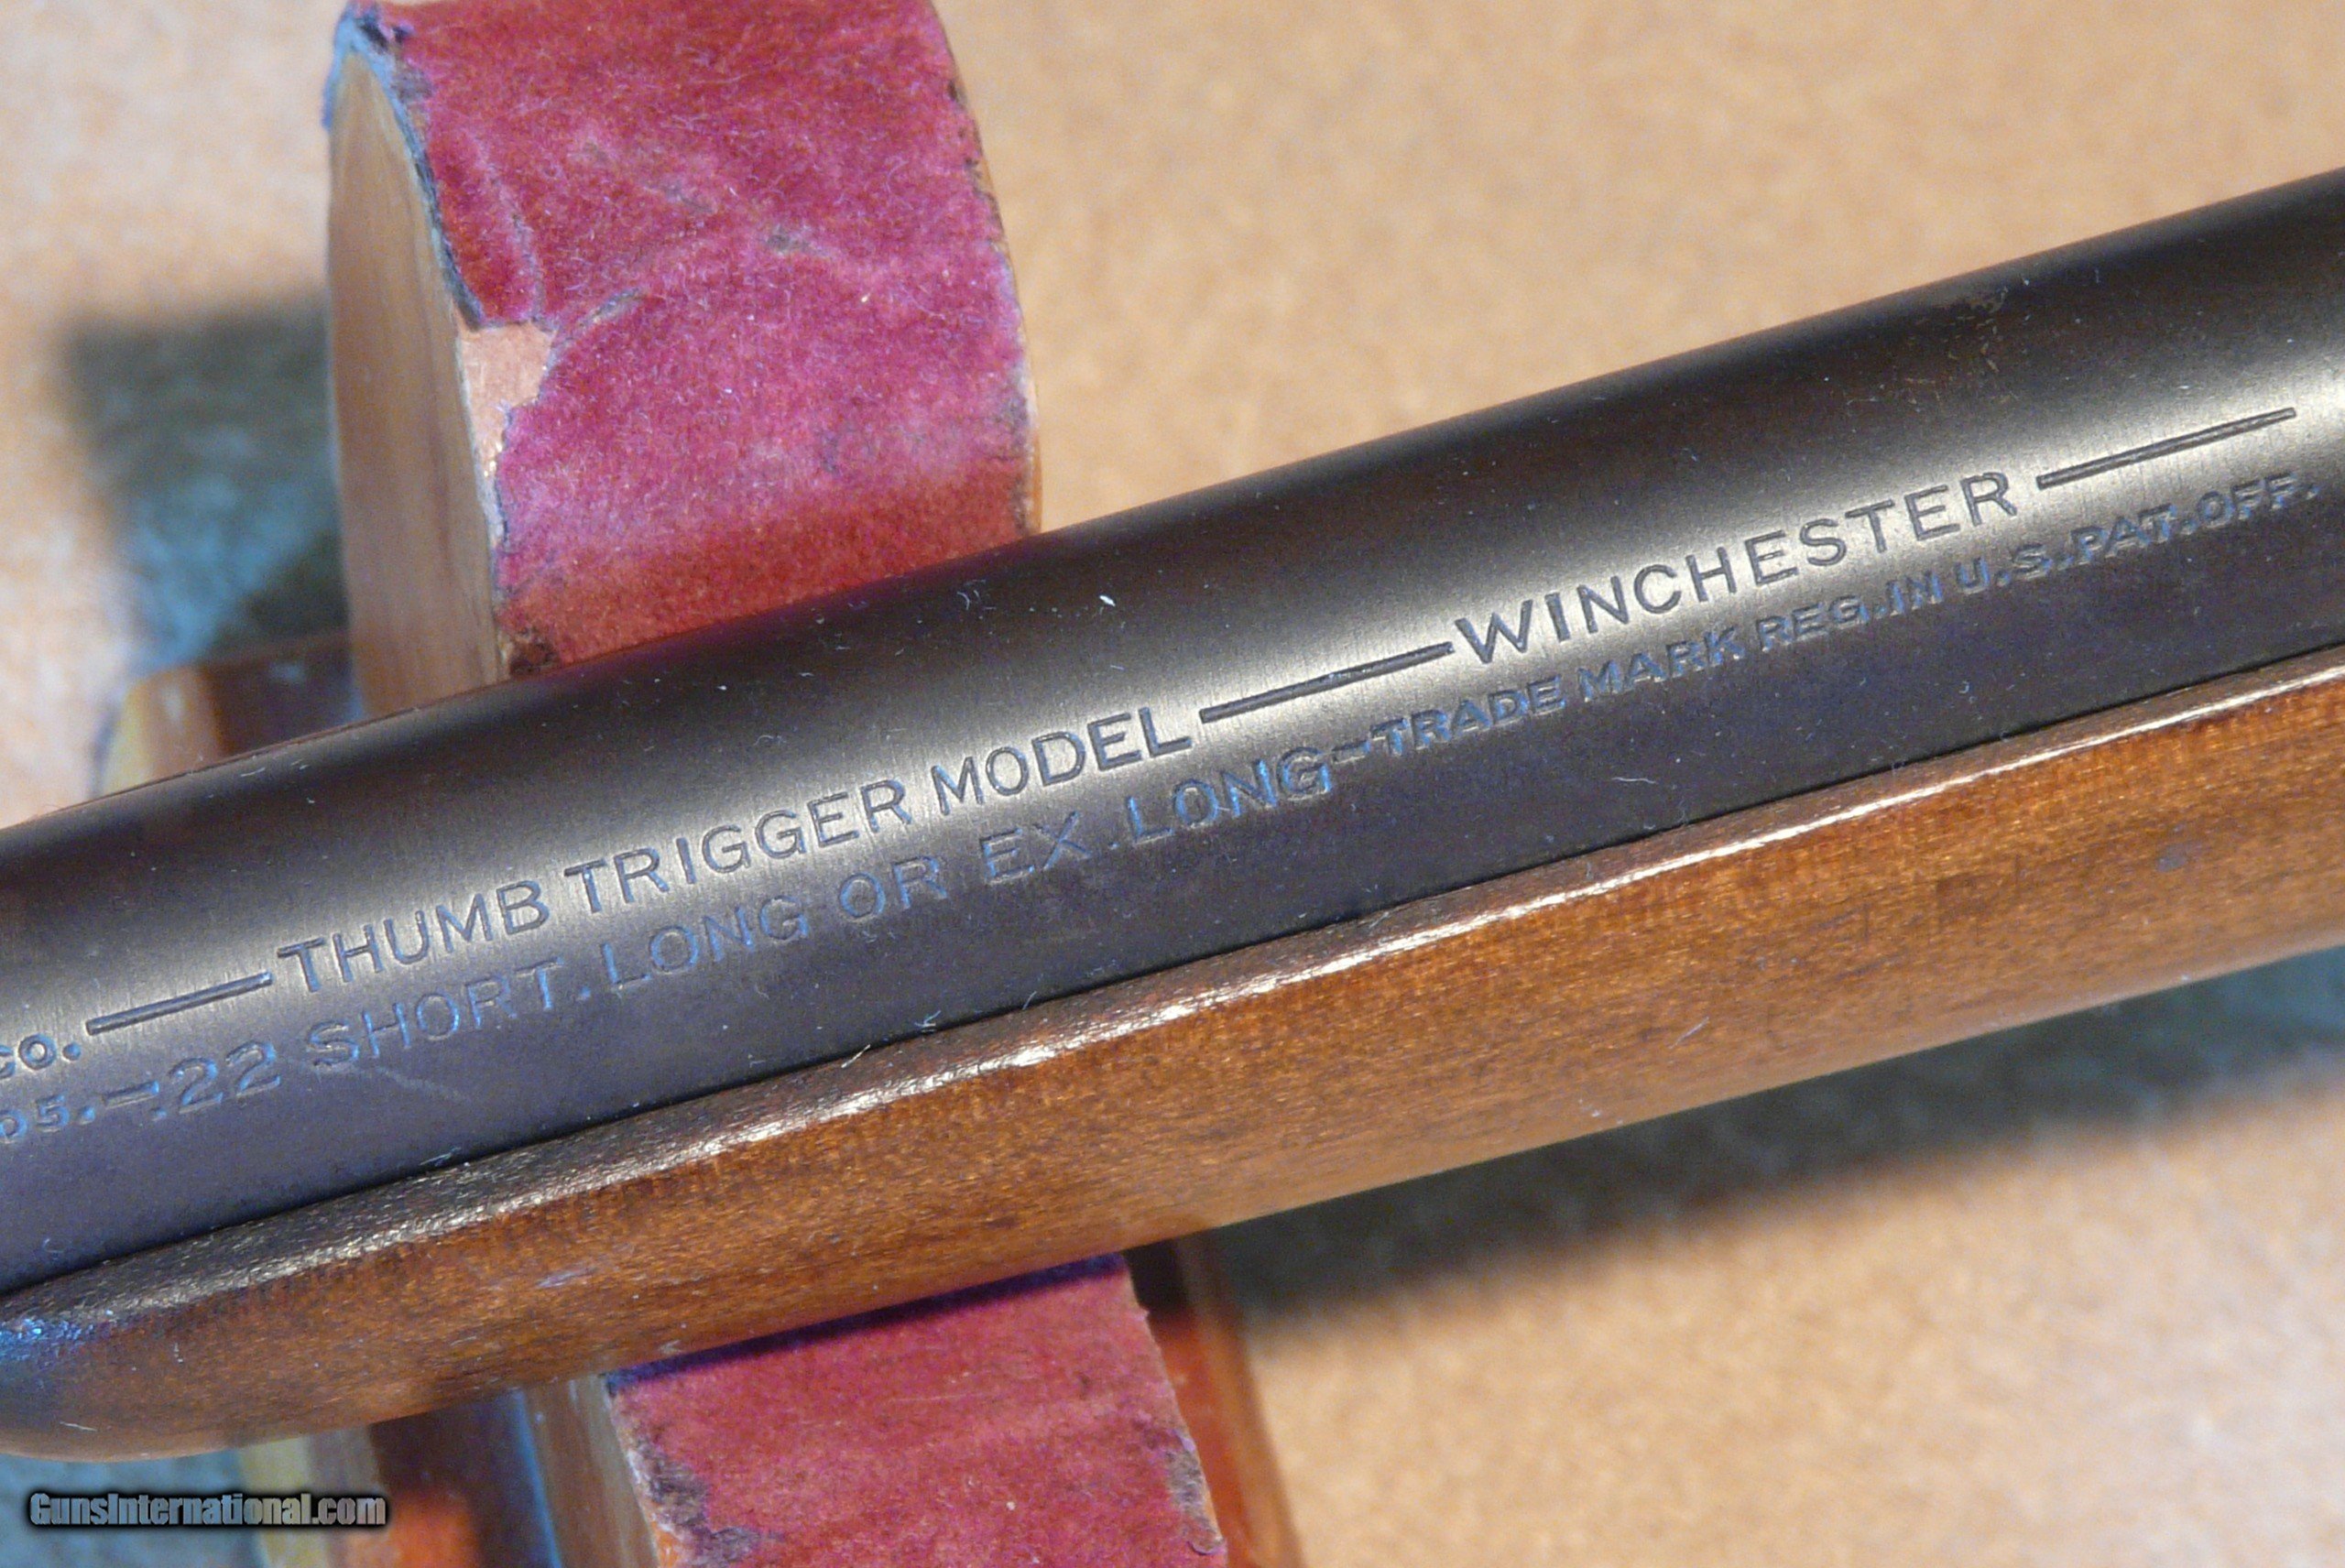 CO. — THUMB TRIGGER MODEL — WINCHESTER —
05.-.22 SHORT. LONG OR EX. LONG-TRADE MARK REG. IN U.S. PAT. OFF.
GunsInternational.com